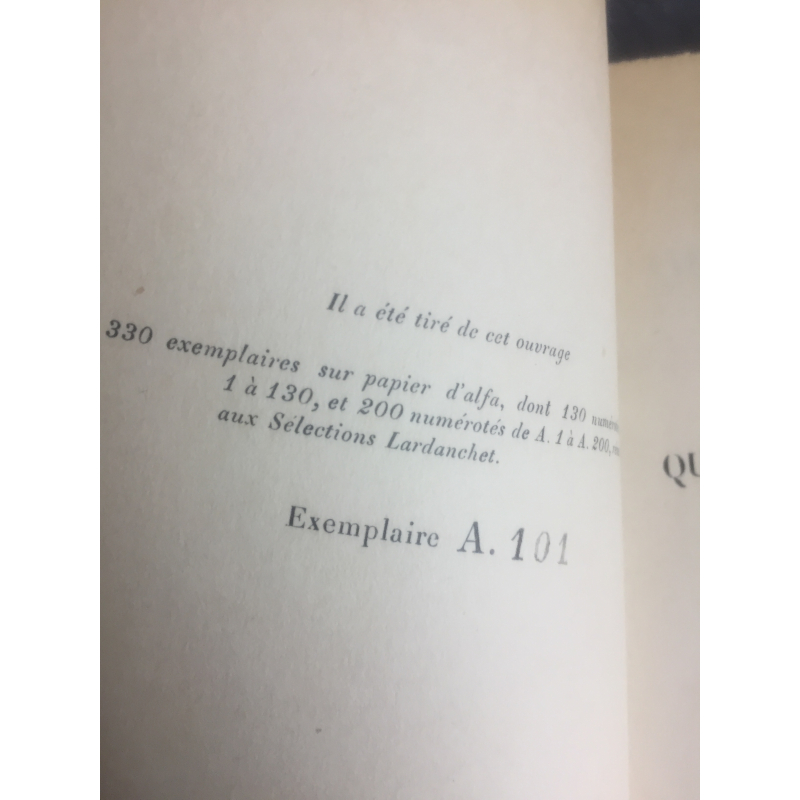 Il a été tiré de cet ouvrage
330 exemplaires sur papier d'alfa, dont 130
1 à 130, et 200 numérotés de A. 1 à A. 200,
aux Sélections Lardanchet.
Exemplaire A. 101
QU